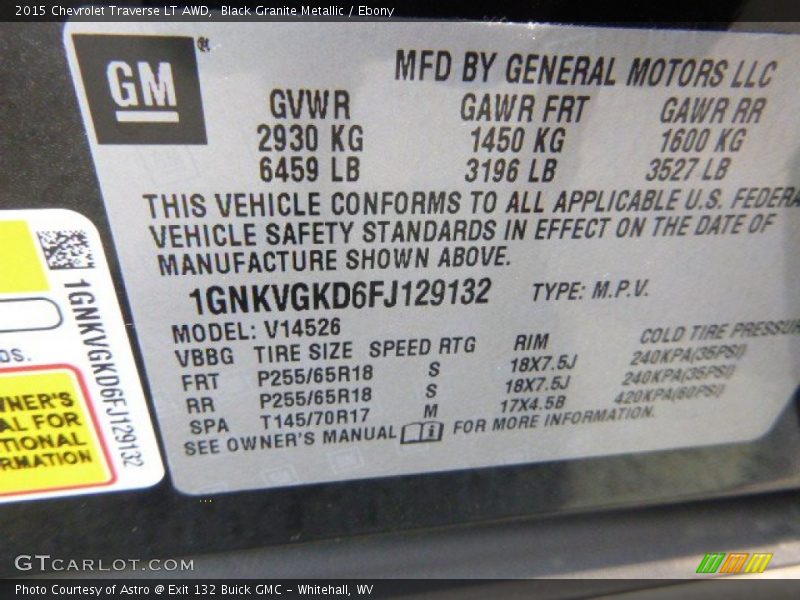 2015 Chevrolet Traverse LT AWD, Black Granite Metallic / Ebony
GM
MFD BY GENERAL MOTORS LLC
GVWR GAWR FRT GAWR RR
2930 KG 1450 KG 1600 KG
6459 LB 3196 LB 3527 LB
THIS VEHICLE CONFORMS TO ALL APPLICABLE U.S. FEDERA
VEHICLE SAFETY STANDARDS IN EFFECT ON THE DATE OF
MANUFACTURE SHOWN ABOVE.
1GNKVGKD6FJ129132 TYPE: M.P.V.
MODEL: V14526
VBBG TIRE SIZE SPEED RTG RIM COLD TIRE PRESSUR
FRT P255/65R18 S 18X7.5J 240KPA(35PSI)
RR P255/65R18 S 18X7.5J 240KPA(35PSI)
SPA T145/70R17 M 17X4.5B 420KPA(60PSI)
SEE OWNER'S MANUAL FOR MORE INFORMATION.
1GNKVGKD6FJ129132
DS.
WNER'S
AL FOR
TIONAL
RMATION
GTCARLOT.COM
Photo Courtesy of Astro @ Exit 132 Buick GMC - Whitehall, WV